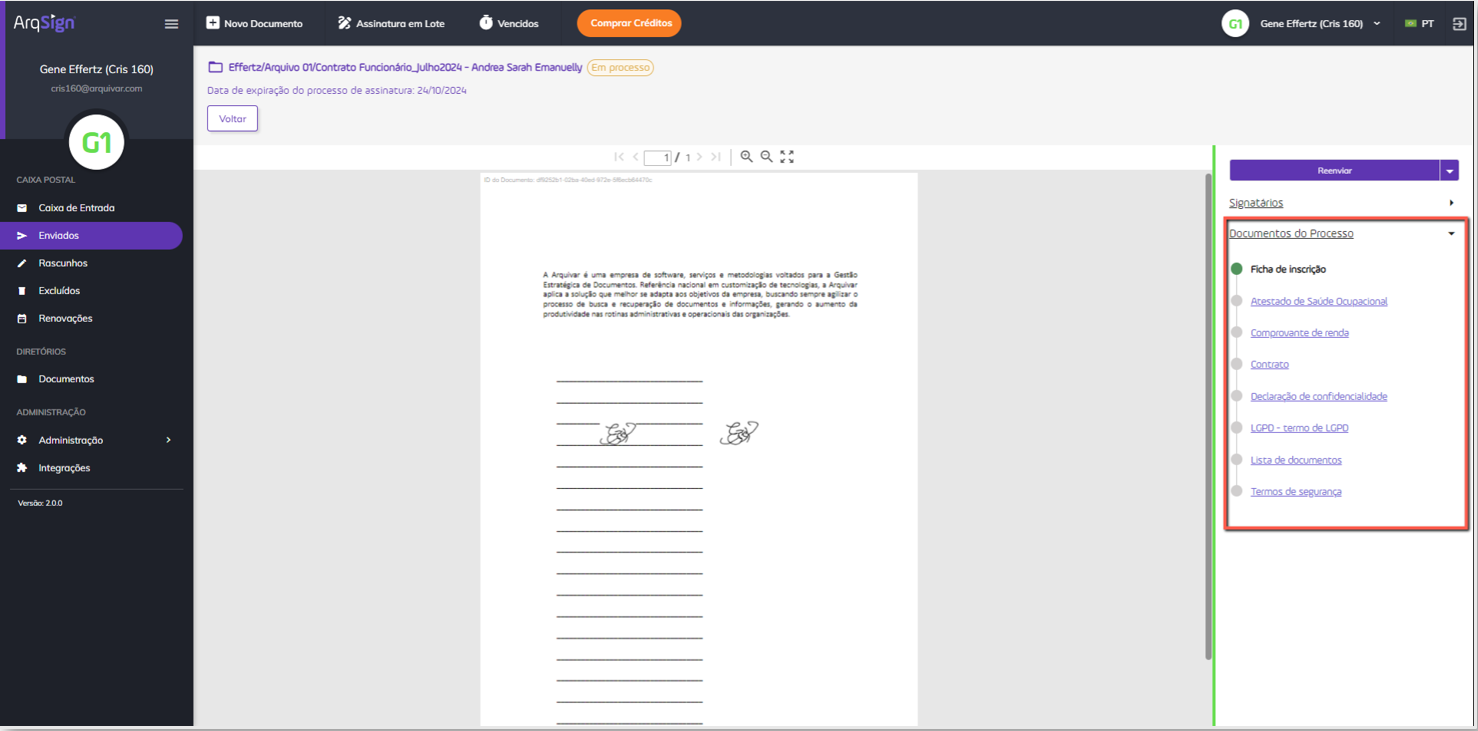 ArqSign
Novo Documento
Assinatura em Lote
Vencidos
Comprar Créditos
G1
Gene Effertz (Cris 160)
PT
Gene Effertz (Cris 160)
cris160@arquivar.com
G1
CAIXA POSTAL
Caixa de Entrada
Enviados
Rascunhos
Excluídos
Renovações
DIRETÓRIOS
Documentos
ADMINISTRAÇÃO
Administração
Integrações
Versão: 2.0.0
Effertz/Arquivo 01/Contrato Funcionário_Julho2024 - Andrea Sarah Emanuelly
Em processo
Data de expiração do processo de assinatura: 24/10/2024
Voltar
1 / 1
ID do Documento:
A Arquivar é uma empresa de software, serviços e metodologias voltados para a Gestão
Estratégica de Documentos. Referência nacional em customização de tecnologias, a Arquivar
aplica a solução que melhor se adapta aos objetivos da empresa, buscando sempre agilizar o
processo de busca e recuperação de documentos e informações, gerando o aumento da
produtividade nas rotinas administrativas e operacionais das organizações.
Reenviar
Signatários
Documentos do Processo
Ficha de inscrição
Atestado de Saúde Ocupacional
Comprovante de renda
Contrato
Declaração de confidencialidade
LGPD - termo de LGPD
Lista de documentos
Termos de segurança